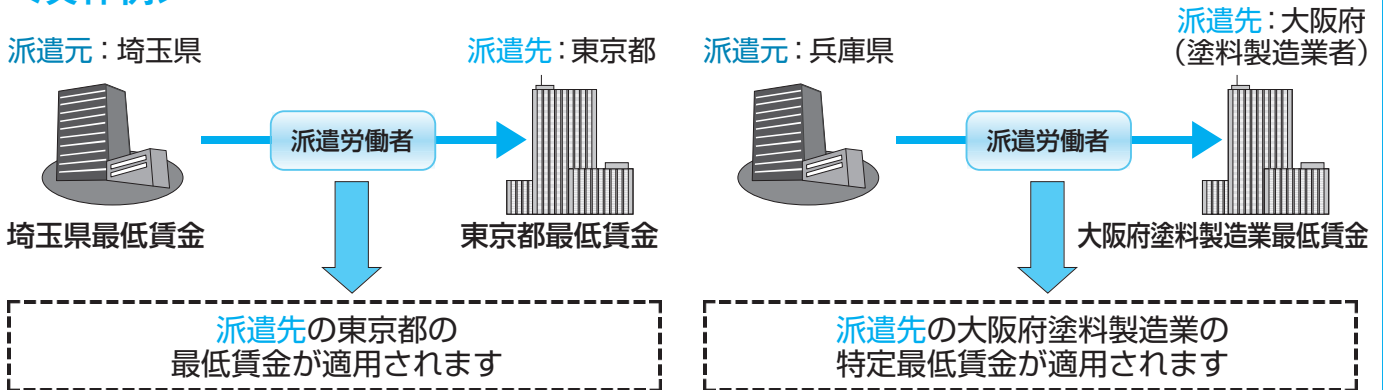 派遣元：埼玉県
派遣先：東京都
派遣労働者
埼玉県最低賃金
東京都最低賃金
派遣先の東京都の
最低賃金が適用されます
派遣元：兵庫県
派遣先：大阪府
（塗料製造業者）
派遣労働者
大阪府塗料製造業最低賃金
派遣先の大阪府塗料製造業の
特定最低賃金が適用されます